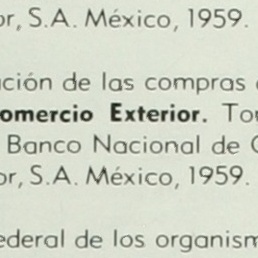 or, S.A. México, 1959.
ción de las compras
omercio Exterior. To
Banco Nacional de
or, S.A. México, 1959.
ederal de los organism